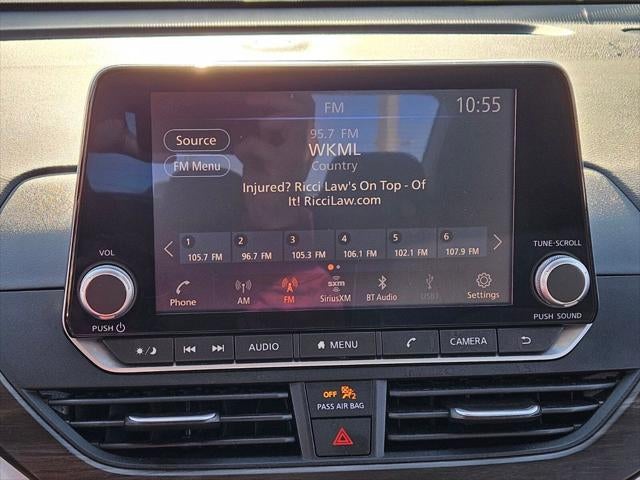 FM 10:55
Source
95.7 FM
WKML
FM Menu
Country
Injured? Ricci Law's On Top - Of
It! RicciLaw.com
1 2 3 4 5 6
105.7 FM 96.7 FM 105.3 FM 106.1 FM 102.1 FM 107.9 FM
sxm
Phone AM FM SiriusXM BT Audio USB1 Settings
VOL
PUSH
TUNE·SCROLL
PUSH SOUND
AUDIO MENU CAMERA
OFF 2
PASS AIR BAG